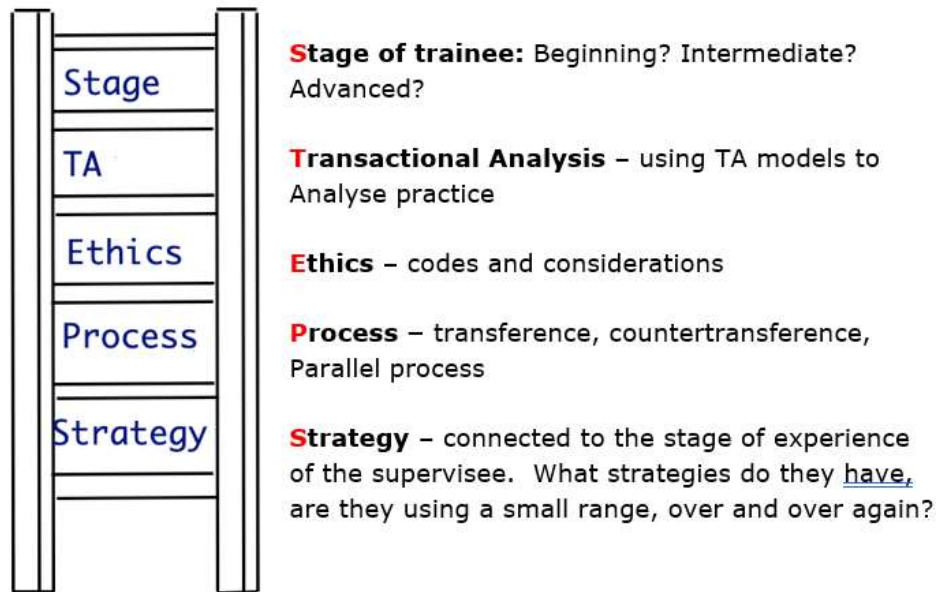 Stage
TA
Ethics
Process
Strategy
Stage of trainee: Beginning? Intermediate?
Advanced?
Transactional Analysis – using TA models to
Analyse practice
Ethics – codes and considerations
Process – transference, countertransference,
Parallel process
Strategy – connected to the stage of experience
of the supervisee.  What strategies do they have,
are they using a small range, over and over again?